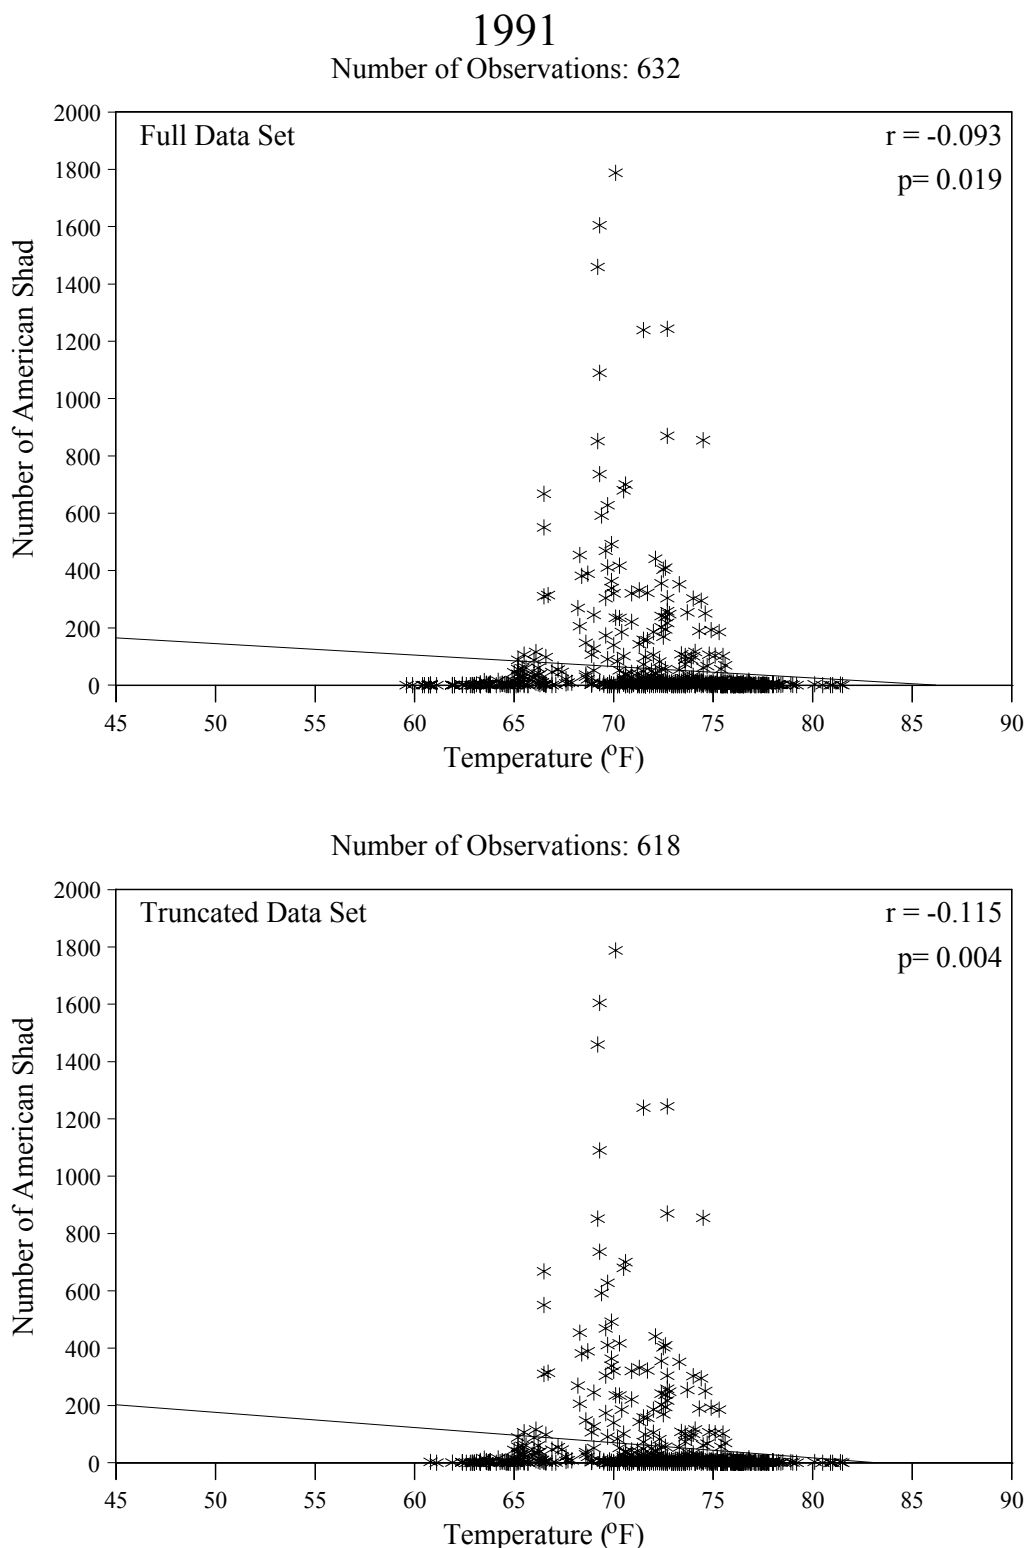 1991
Number of Observations: 632
2000
1800
1600
1400
1200
1000
800
600
400
200
0
Number of American Shad
Full Data Set
r = -0.093
p= 0.019
45 50 55 60 65 70 75 80 85 90
Temperature (°F)
Number of Observations: 618
2000
1800
1600
1400
1200
1000
800
600
400
200
0
Number of American Shad
Truncated Data Set
r = -0.115
p= 0.004
45 50 55 60 65 70 75 80 85 90
Temperature (°F)